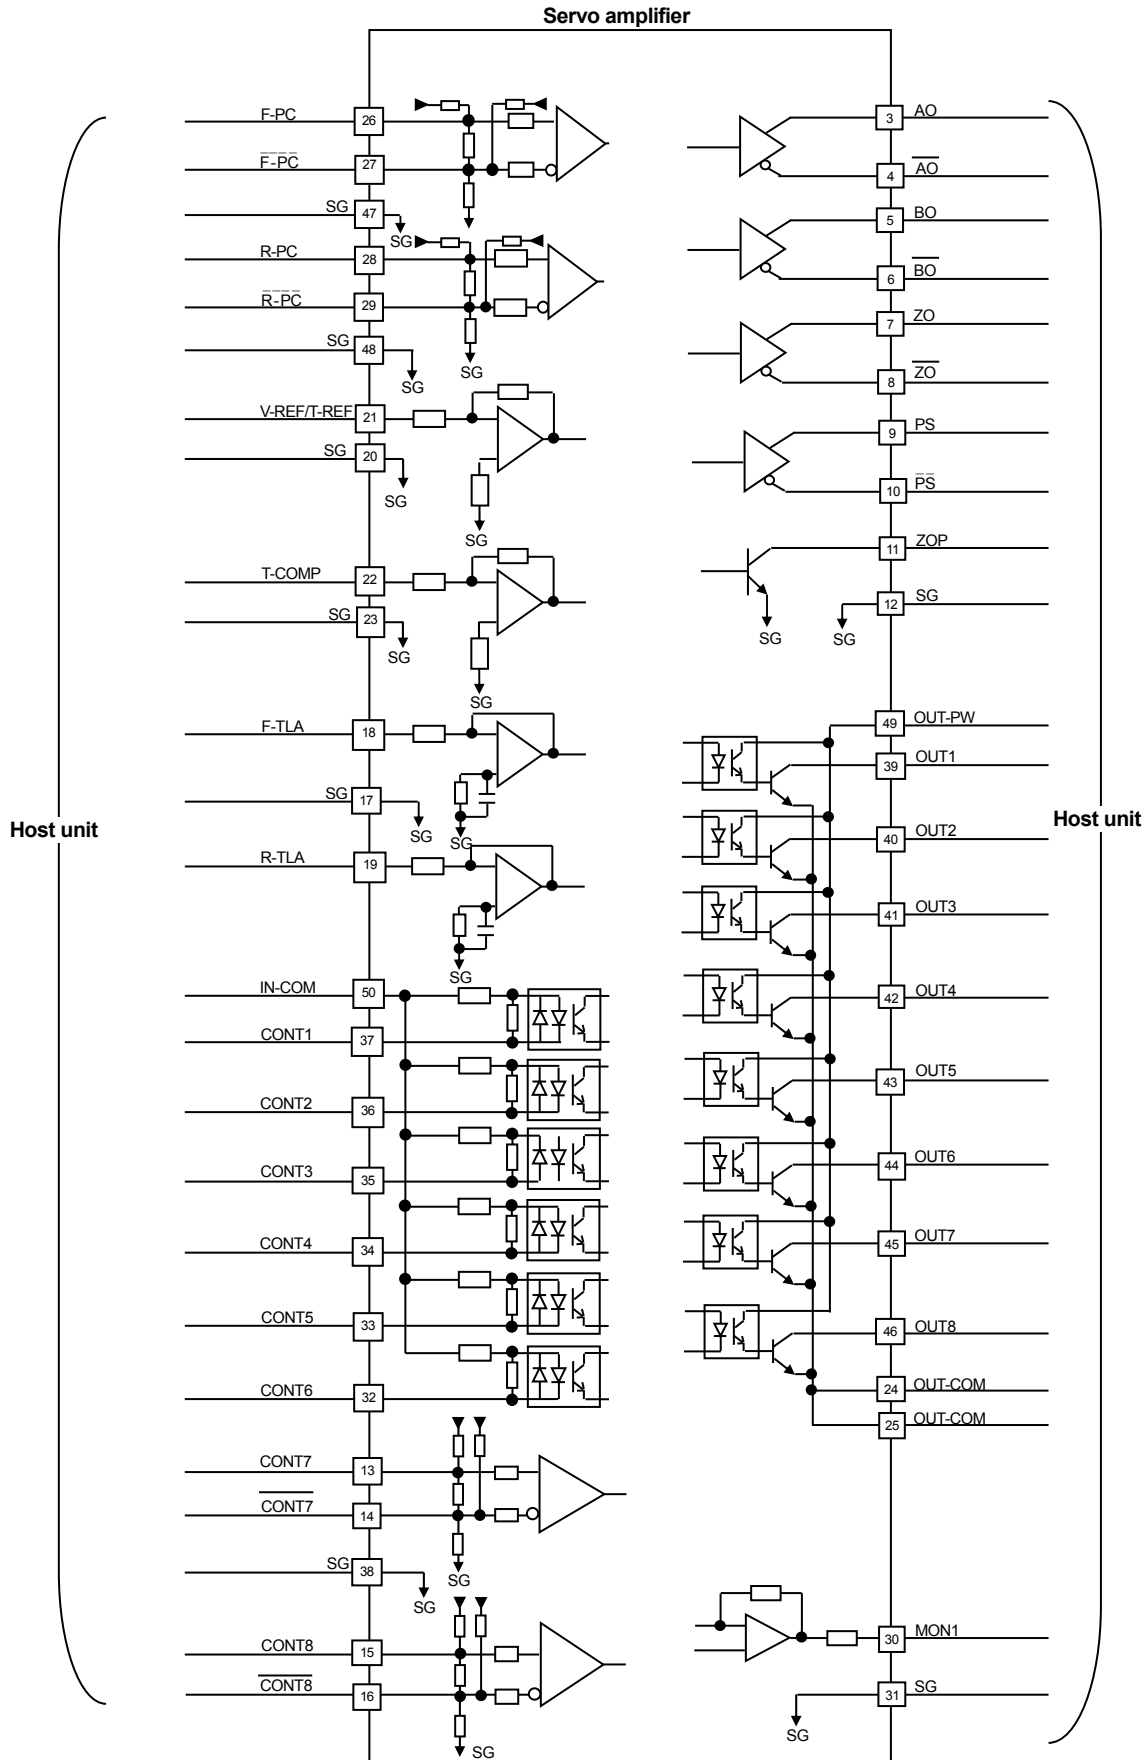 Servo amplifier
Host unit
F-PC 26
F-PC 27
SG 47
SG
R-PC 28
R-PC 29
SG 48
SG
SG
V-REF/T-REF 21
SG 20
SG
SG
T-COMP 22
SG 23
SG
SG
F-TLA 18
SG 17
SG
SG
R-TLA 19
SG
IN-COM 50
CONT1 37
CONT2 36
CONT3 35
CONT4 34
CONT5 33
CONT6 32
CONT7 13
CONT7 14
SG 38
SG
SG
CONT8 15
CONT8 16
SG
3 AO
4 AO
5 BO
6 BO
7 ZO
8 ZO
9 PS
10 PS
11 ZOP
12 SG
SG
SG
49 OUT-PW
39 OUT1
40 OUT2
41 OUT3
42 OUT4
43 OUT5
44 OUT6
45 OUT7
46 OUT8
24 OUT-COM
25 OUT-COM
30 MON1
31 SG
SG
Host unit